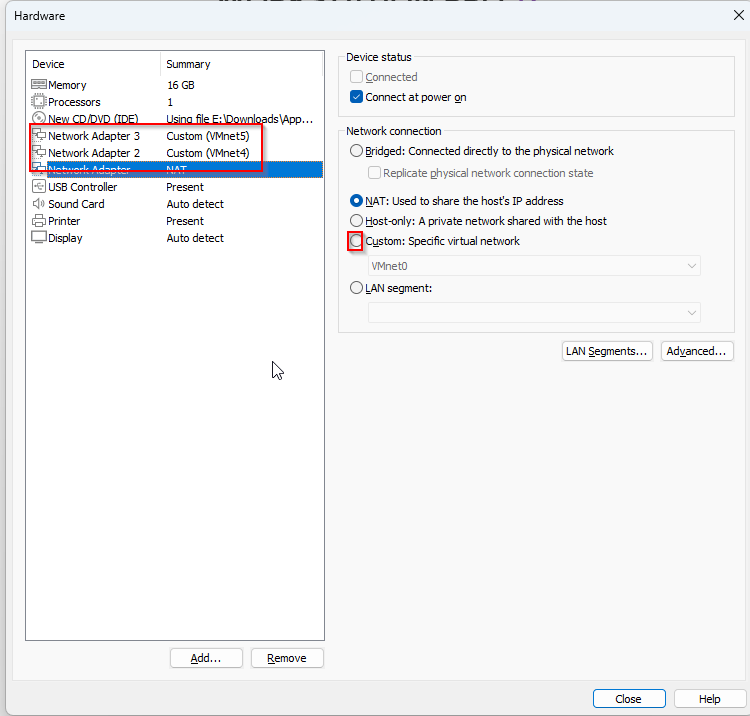 Hardware
Device Summary
Memory 16 GB
Processors 1
New CD/DVD (IDE) Using file E:\Downloads\App...
Network Adapter 3 Custom (VMnet5)
Network Adapter 2 Custom (VMnet4)
Network Adapter NAT
USB Controller Present
Sound Card Auto detect
Printer Present
Display Auto detect
Add...
Remove
Device status
Connected
Connect at power on
Network connection
Bridged: Connected directly to the physical network
Replicate physical network connection state
NAT: Used to share the host's IP address
Host-only: A private network shared with the host
Custom: Specific virtual network
VMnet0
LAN segment:
LAN Segments...
Advanced...
Close
Help